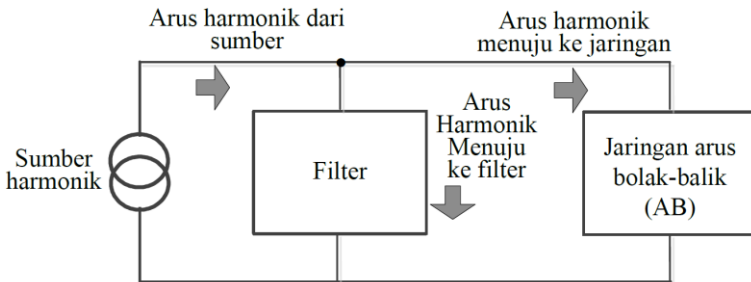 Arus harmonik dari
sumber
Arus harmonik
menuju ke jaringan
Sumber
harmonik
Filter
Arus
Harmonik
Menuju
ke filter
Jaringan arus
bolak-balik
(AB)